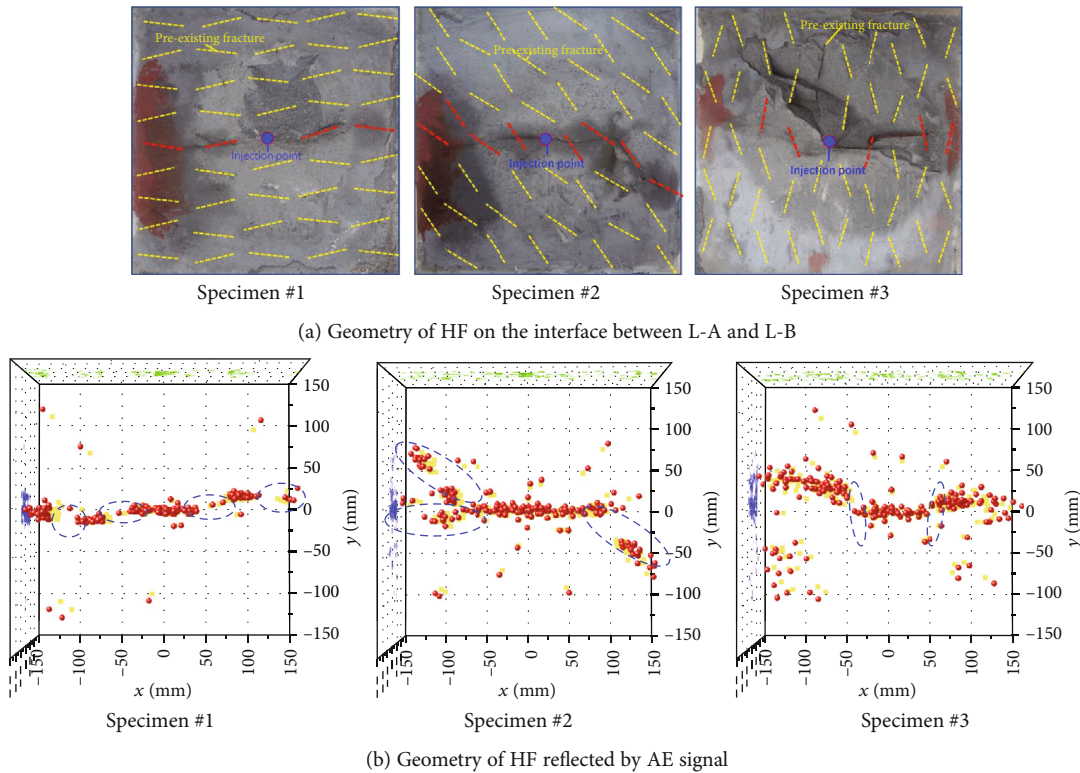 Pre-existing fracture
Injection point
Pre-existing fracture
Injection point
Pre-existing fracture
Injection point
Specimen #1
Specimen #2
Specimen #3
(a) Geometry of HF on the interface between L-A and L-B
150
100
50
0
−50
−100
−150
y (mm)
−150
−100
−50
0
50
100
150
x (mm)
Specimen #1
150
100
50
0
−50
−100
−150
y (mm)
−150
−100
−50
0
50
100
150
x (mm)
Specimen #2
150
100
50
0
−50
−100
−150
y (mm)
−150
−100
−50
0
50
100
150
x (mm)
Specimen #3
(b) Geometry of HF reflected by AE signal